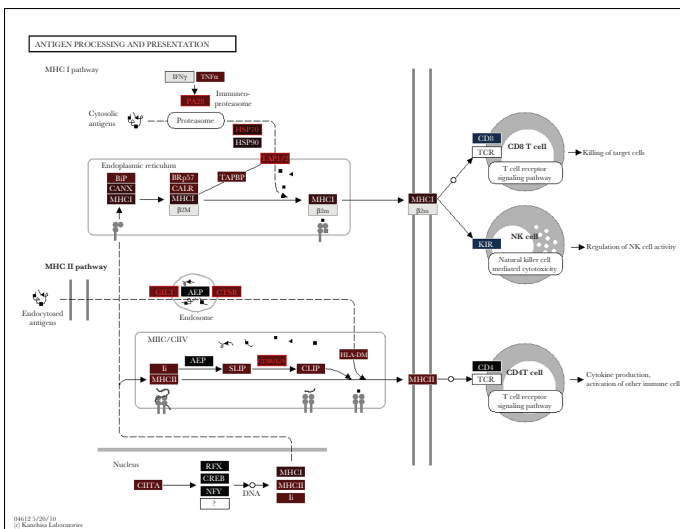 ANTIGEN PROCESSING AND PRESENTATION
MHC I pathway
IFNγ
TNFα
PA28
Immuno-
proteasome
Cytosolic
antigens
Proteasome
HSP70
HSP90
TAP1/2
Endoplasmic reticulum
BiP
CANX
MHCI
BRp57
CALR
MHCI
β2M
TAPBP
MHCI
β2m
MHCI
β2m
CD8
TCR
CD8 T cell
T cell receptor
signaling pathway
Killing of target cells
KIR
NK cell
Natural killer cell
mediated cytotoxicity
Regulation of NK cell activity
MHC II pathway
Endocytosed
antigens
GILT
AEP
CTSB
Endosome
MIIC/CIIV
Ii
MHCII
AEP
SLIP
CLIP
HLA-DM
MHCII
CD4
TCR
CD4T cell
T cell receptor
signaling pathway
Cytokine production,
activation of other immune cell
Nucleus
CIITA
RFX
CREB
NFY
?
DNA
MHCI
MHCII
Ii
04612 5/20/10
(c) Kanehisa Laboratories